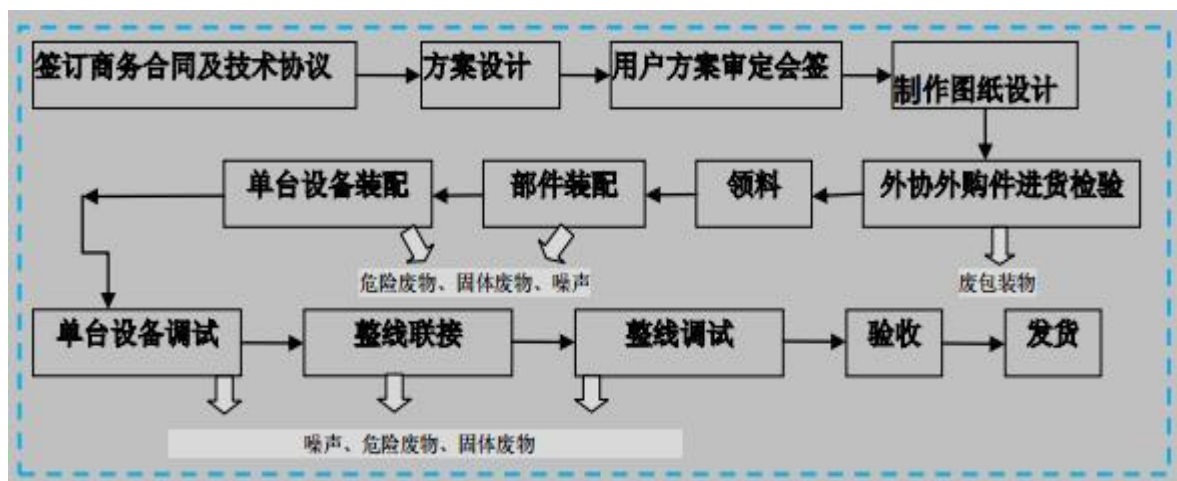 签订商务合同及技术协议
方案设计
用户方案审定会签
制作图纸设计
单台设备装配
部件装配
领料
外协外购件进货检验
危险废物、固体废物、噪声
废包装物
单台设备调试
整线联接
整线调试
验收
发货
噪声、危险废物、固体废物